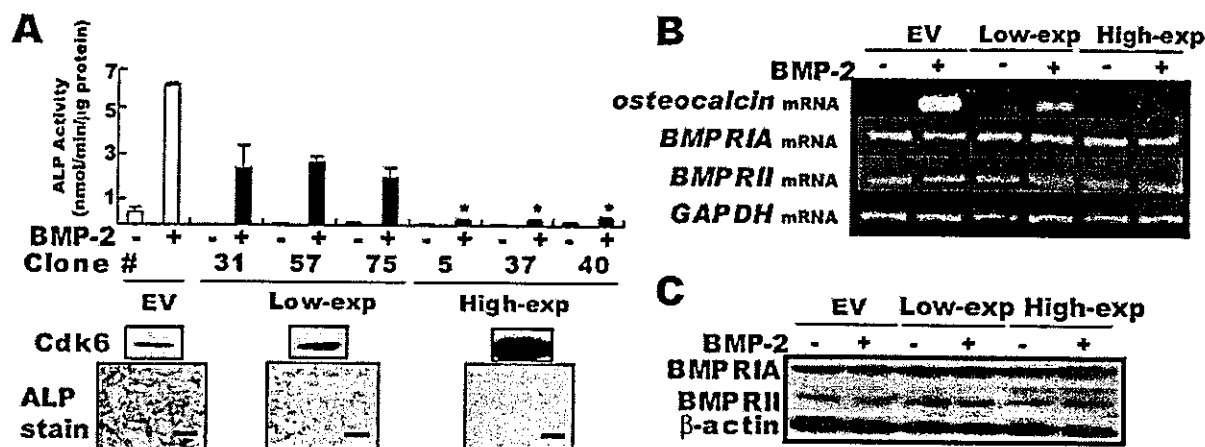 A
ALP Activity
(nmol/min/µg protein)
7
5
3
1
* * *
BMP-2 - + - + - + - + - + - + - +
Clone # 31 57 75 5 37 40
EV Low-exp High-exp
Cdk6
ALP
stain
B
EV Low-exp High-exp
BMP-2 - + - + - +
osteocalcin mRNA
BMPRIA mRNA
BMPRII mRNA
GAPDH mRNA
C
EV Low-exp High-exp
BMP-2 - + - + - +
BMPRIA
BMPRII
β-actin